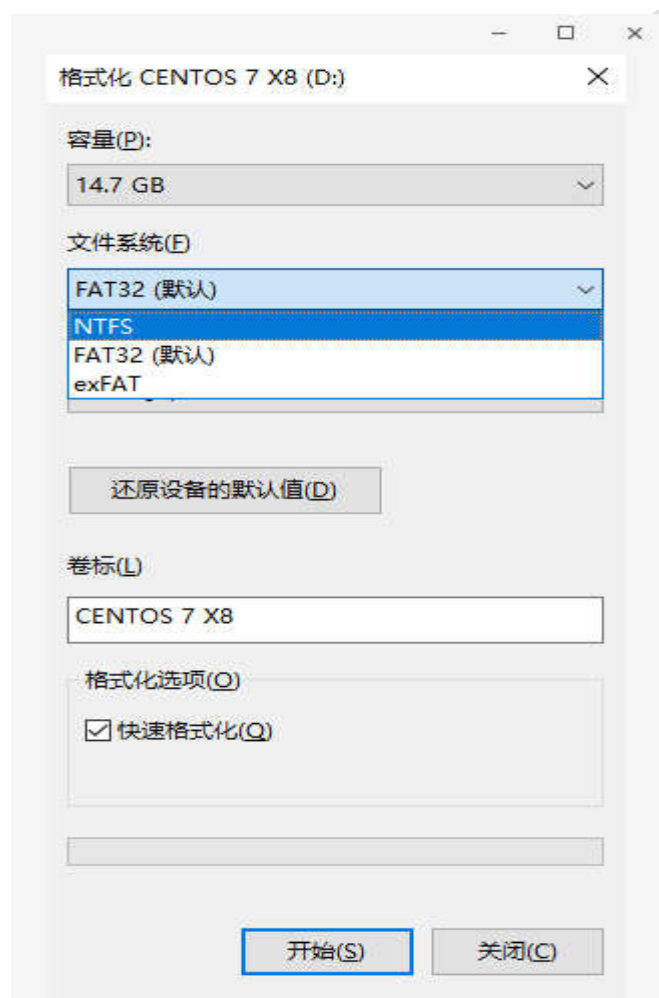 格式化 CENTOS 7 X8 (D:)
容量(P):
14.7 GB
文件系统(F)
FAT32 (默认)
NTFS
FAT32 (默认)
exFAT
还原设备的默认值(D)
卷标(L)
CENTOS 7 X8
格式化选项(O)
快速格式化(Q)
开始(S)
关闭(C)